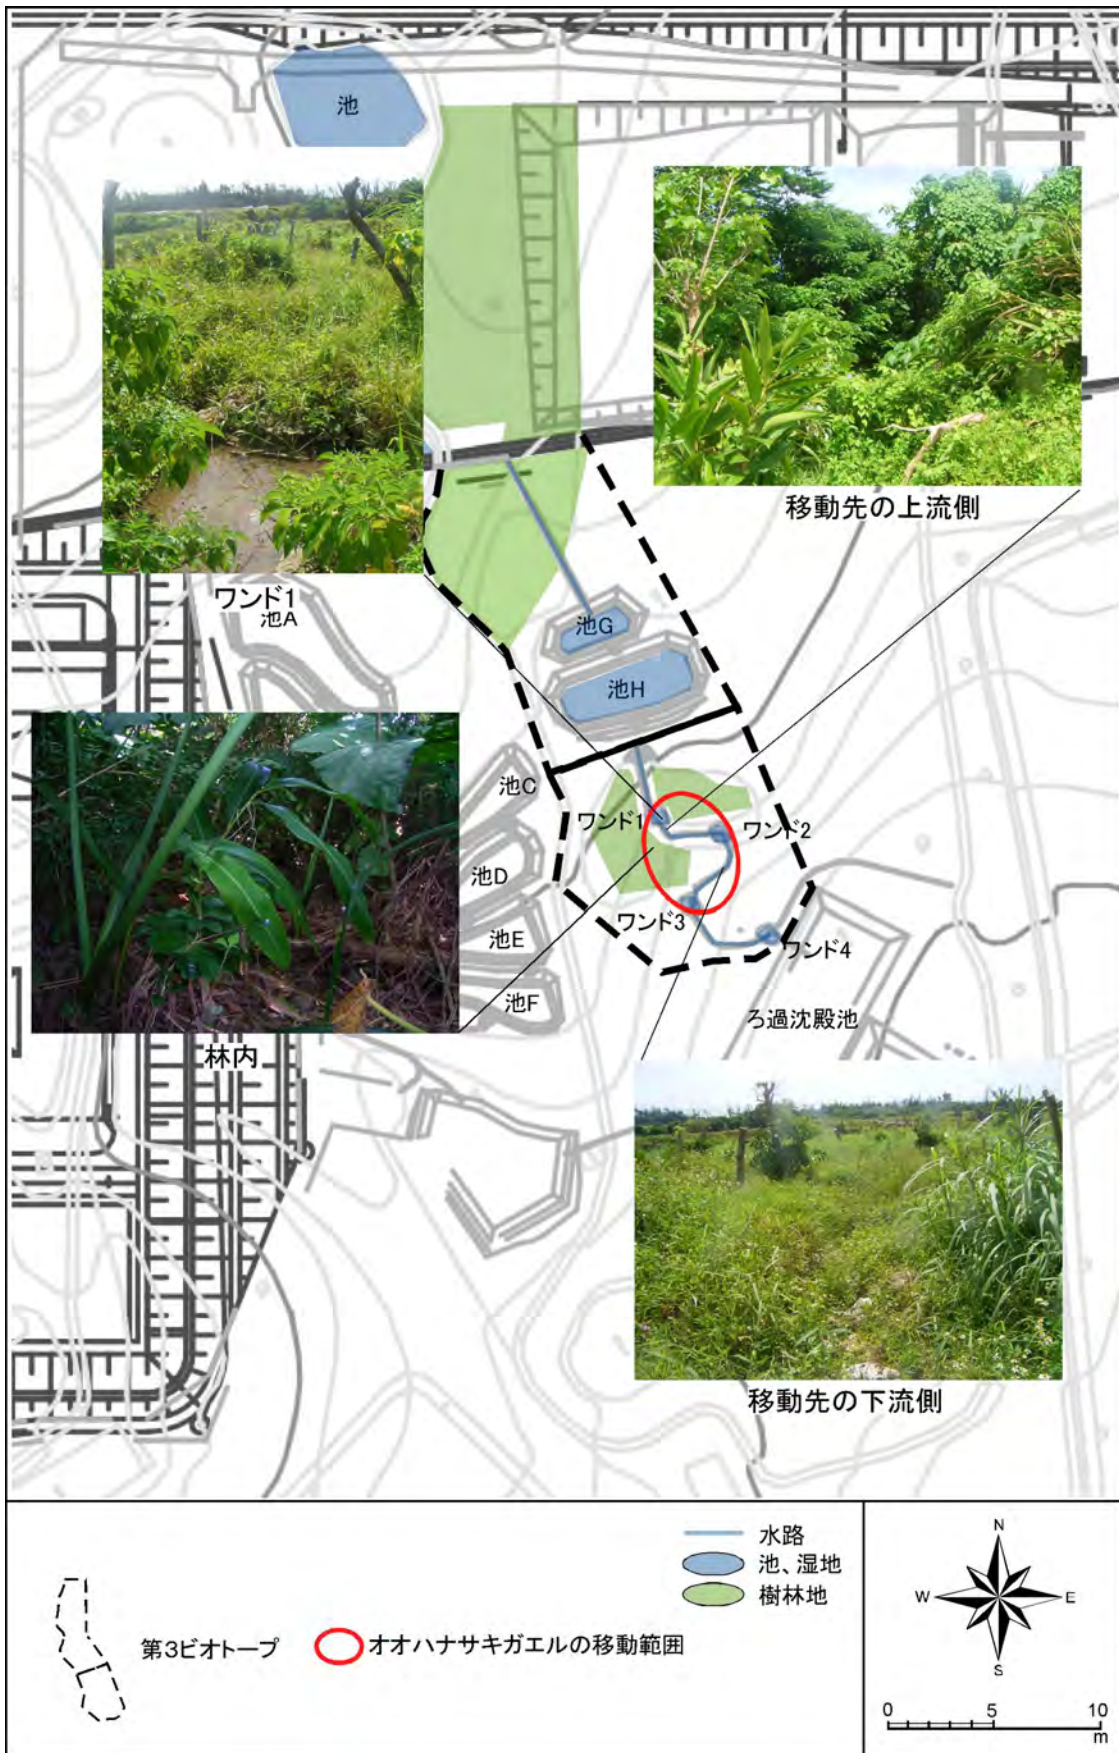 池
移動先の上流側
ワンド1
池A
池G
池H
池C
ワンド1
ワンド2
池D
ワンド3
池E
ワンド4
池F
ろ過沈殿池
林内
移動先の下流側
水路
池、湿地
樹林地
第3ビオトープ
オオハナサキガエルの移動範囲
N
W
E
S
0 5 10
m